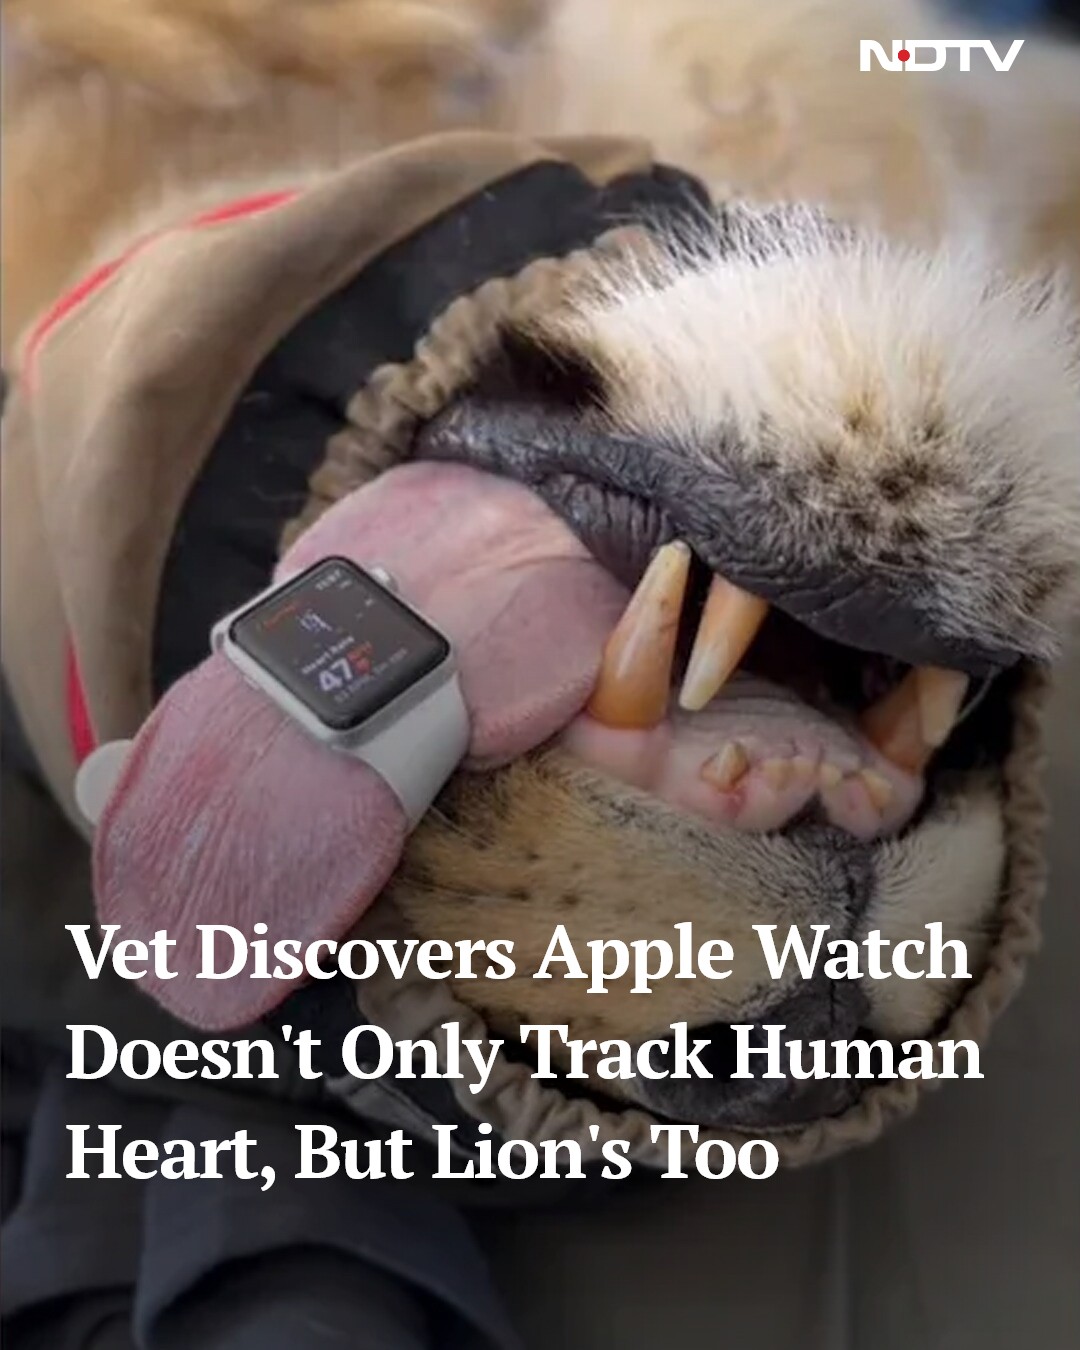 NDTV
Heart Rate
47
Vet Discovers Apple Watch
Doesn't Only Track Human
Heart, But Lion's Too